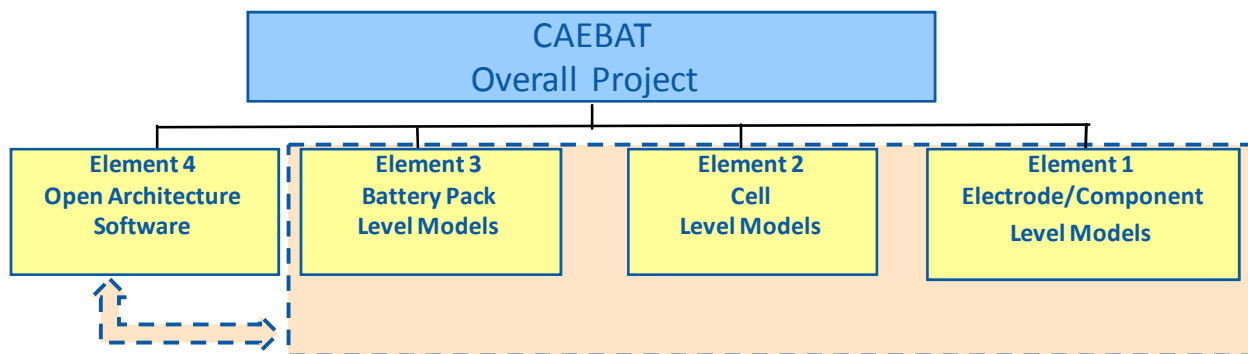 CAEBAT
Overall Project
Element 4
Open Architecture
Software
Element 3
Battery Pack
Level Models
Element 2
Cell
Level Models
Element 1
Electrode/Component
Level Models